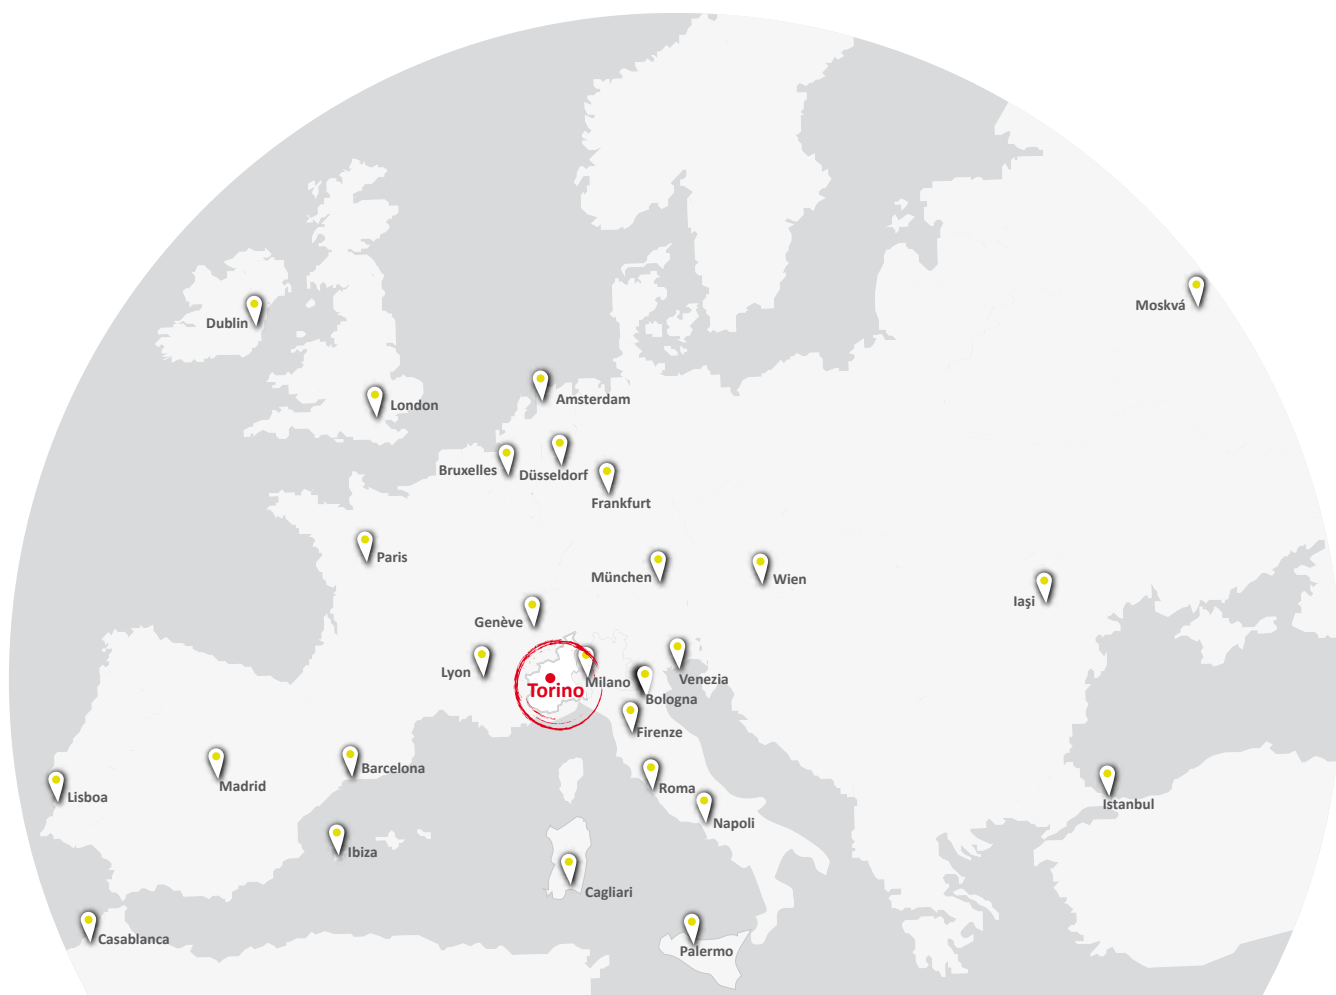 Moskvá
Dublin
Amsterdam
London
Bruxelles
Düsseldorf
Frankfurt
Paris
München
Wien
Iaşi
Genève
Lyon
Milano
Venezia
Torino
Bologna
Firenze
Barcelona
Madrid
Roma
Lisboa
Istanbul
Napoli
Ibiza
Cagliari
Casablanca
Palermo